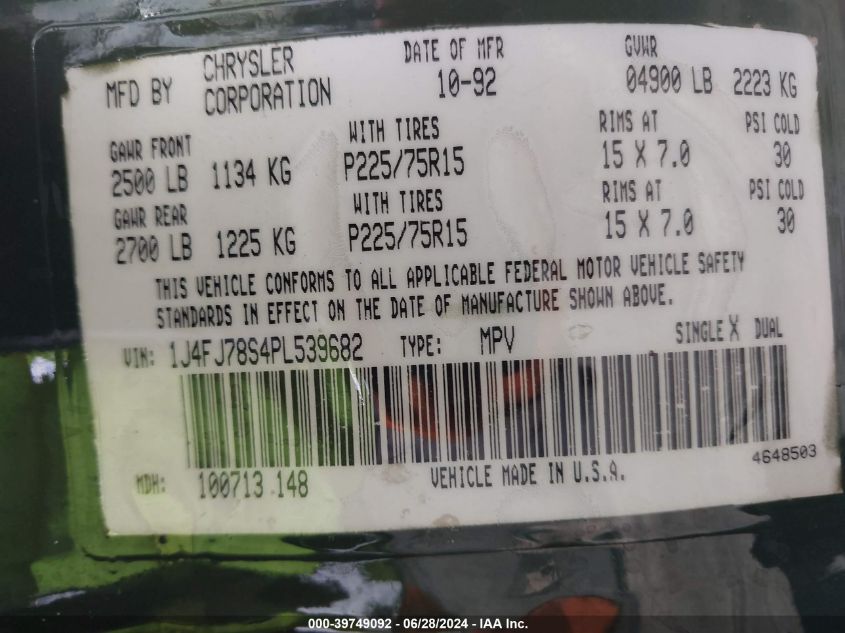 MFD BY CHRYSLER CORPORATION DATE OF MFR 10-92 GVWR 04900 LB 2223 KG
GAWR FRONT 2500 LB 1134 KG WITH TIRES P225/75R15 RIMS AT 15 X 7.0 PSI COLD 30
GAWR REAR 2700 LB 1225 KG WITH TIRES P225/75R15 RIMS AT 15 X 7.0 PSI COLD 30
THIS VEHICLE CONFORMS TO ALL APPLICABLE FEDERAL MOTOR VEHICLE SAFETY
STANDARDS IN EFFECT ON THE DATE OF MANUFACTURE SHOWN ABOVE.
VIN: 1J4FJ78S4PL539682 TYPE: MPV SINGLE X DUAL
MDH: 100713 148 VEHICLE MADE IN U.S.A. 4648503
000-39749092 - 06/28/2024 - IAA Inc.